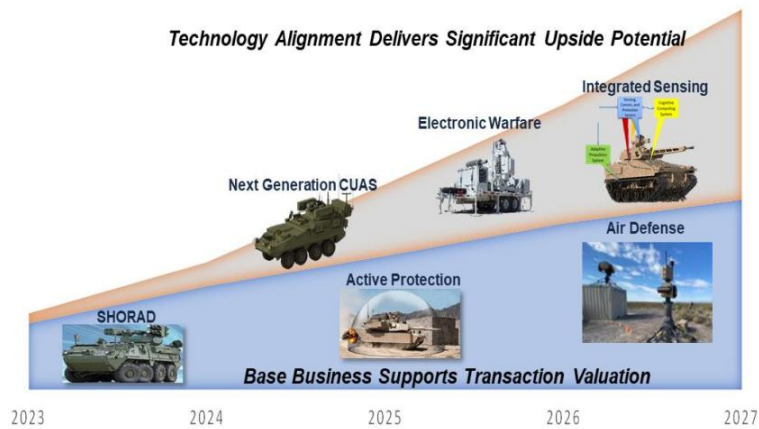 Technology Alignment Delivers Significant Upside Potential
Integrated Sensing
Electronic Warfare
Next Generation CUAS
Air Defense
Active Protection
SHORAD
Base Business Supports Transaction Valuation
2023 2024 2025 2026 2027